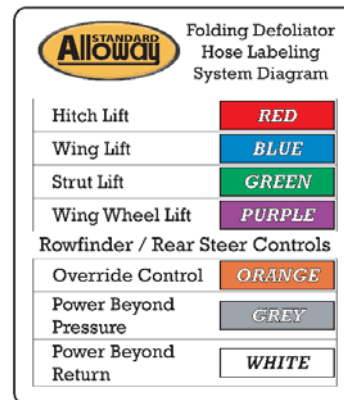 STANDARD
Alloway
Folding Defoliator
Hose Labeling
System Diagram
Hitch Lift RED
Wing Lift BLUE
Strut Lift GREEN
Wing Wheel Lift PURPLE
Rowfinder / Rear Steer Controls
Override Control ORANGE
Power Beyond
Pressure GREY
Power Beyond
Return WHITE